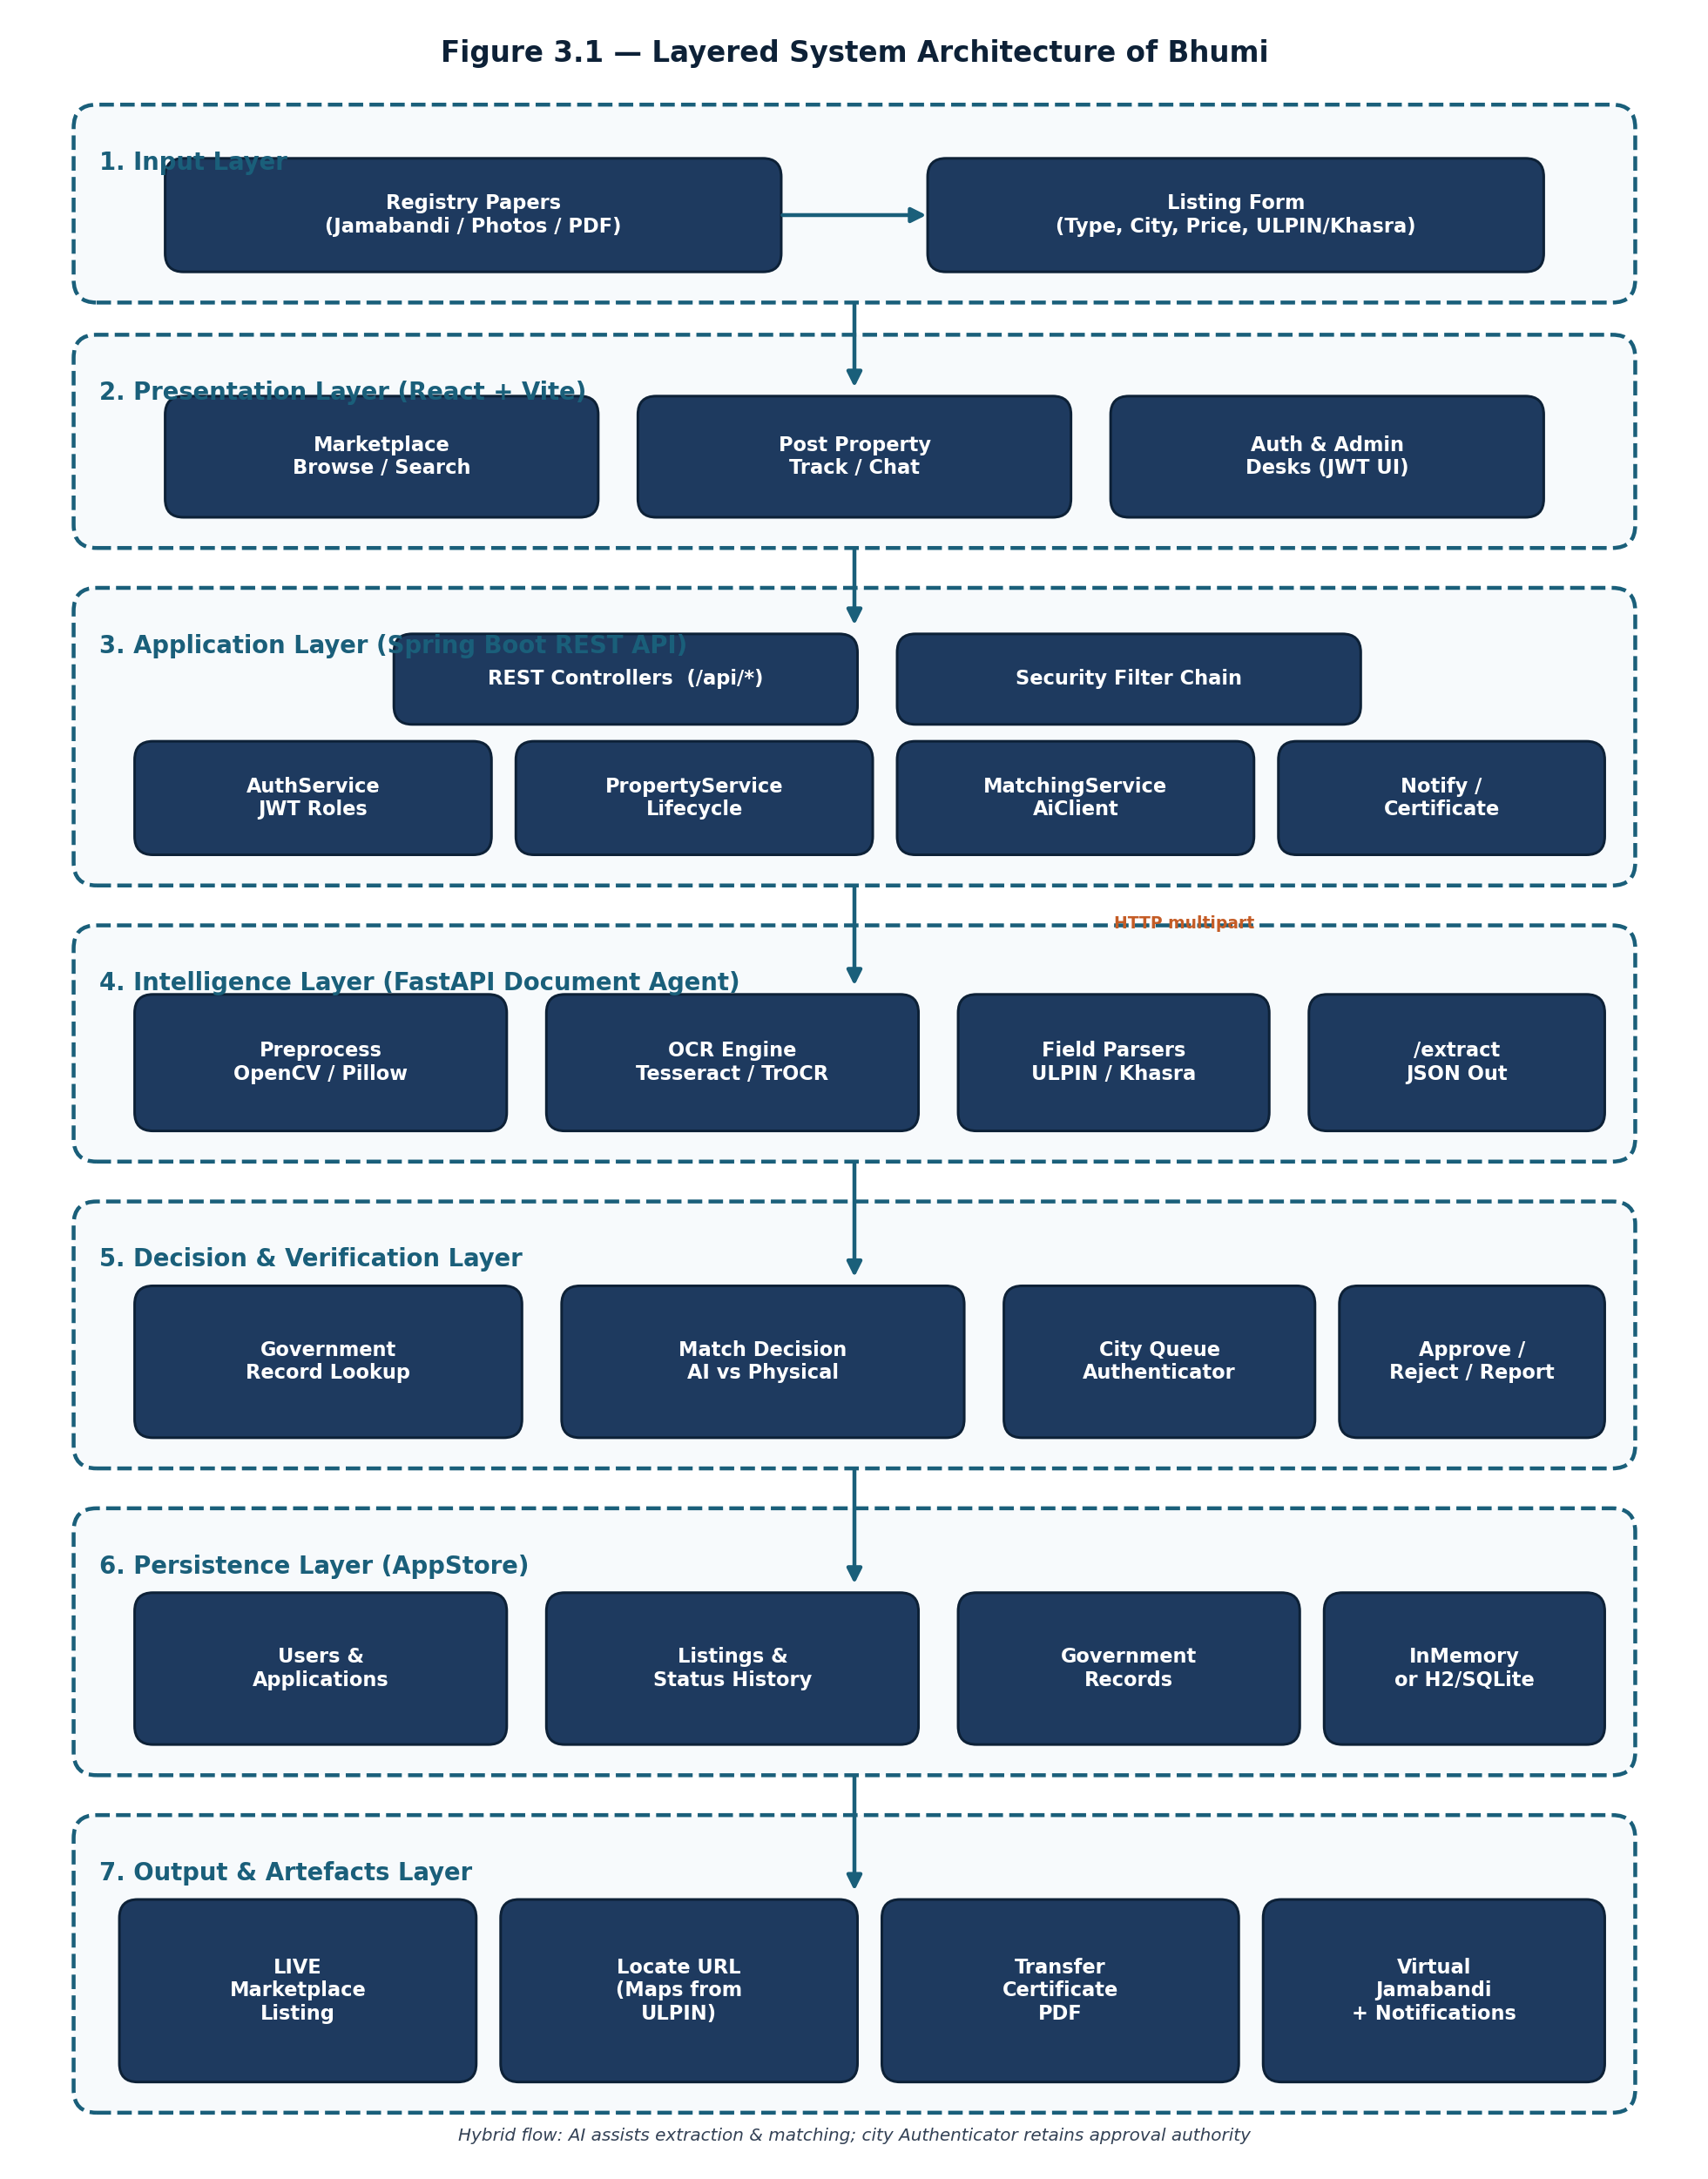 Figure 3.1 — Layered System Architecture of Bhumi
1. Input Layer
Registry Papers
(Jamabandi / Photos / PDF)
Listing Form
(Type, City, Price, ULPIN/Khasra)
2. Presentation Layer (React + Vite)
Marketplace
Browse / Search
Post Property
Track / Chat
Auth & Admin
Desks (JWT UI)
3. Application Layer (Spring Boot REST API)
REST Controllers  (/api/*)
Security Filter Chain
AuthService
JWT Roles
PropertyService
Lifecycle
MatchingService
AiClient
Notify /
Certificate
HTTP multipart
4. Intelligence Layer (FastAPI Document Agent)
Preprocess
OpenCV / Pillow
OCR Engine
Tesseract / TrOCR
Field Parsers
ULPIN / Khasra
/extract
JSON Out
5. Decision & Verification Layer
Government
Record Lookup
Match Decision
AI vs Physical
City Queue
Authenticator
Approve /
Reject / Report
6. Persistence Layer (AppStore)
Users &
Applications
Listings &
Status History
Government
Records
InMemory
or H2/SQLite
7. Output & Artefacts Layer
LIVE
Marketplace
Listing
Locate URL
(Maps from
ULPIN)
Transfer
Certificate
PDF
Virtual
Jamabandi
+ Notifications
Hybrid flow: AI assists extraction & matching; city Authenticator retains approval authority